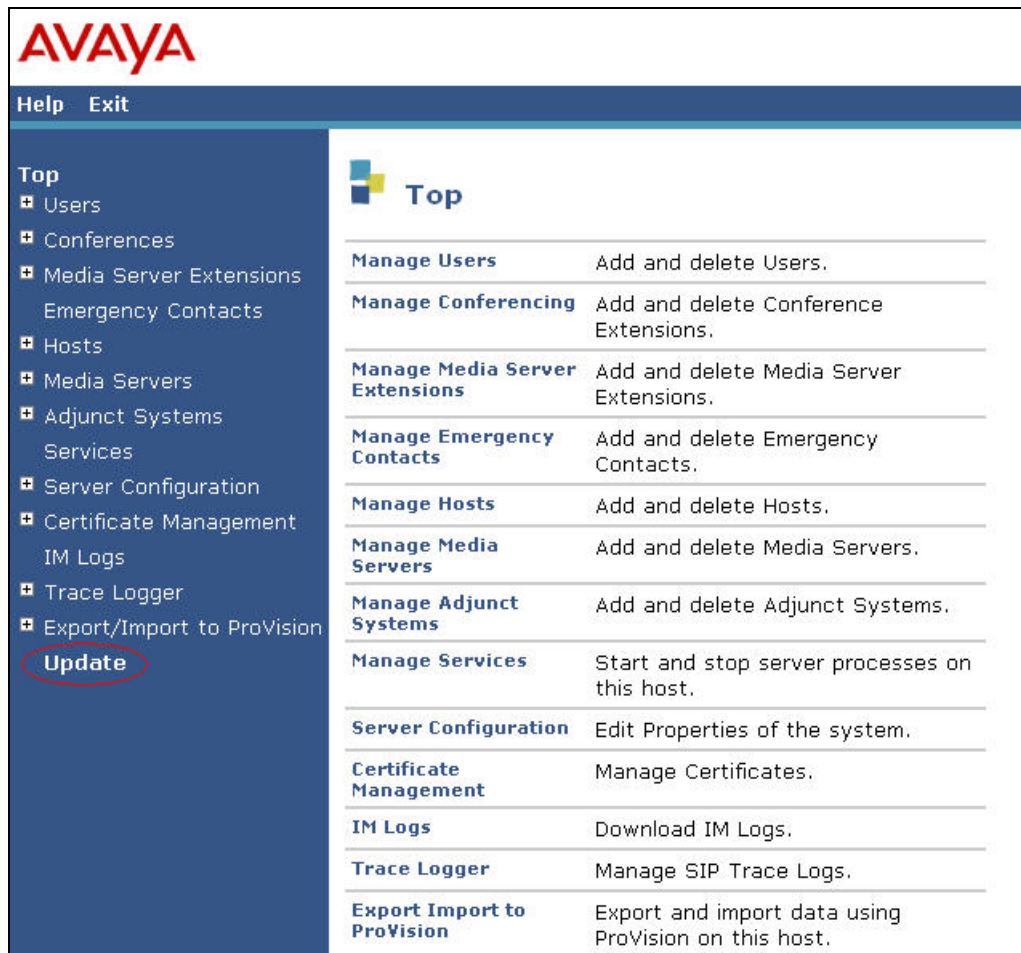 AVAYA
Help Exit
Top
Users
Conferences
Media Server Extensions
Emergency Contacts
Hosts
Media Servers
Adjunct Systems
Services
Server Configuration
Certificate Management
IM Logs
Trace Logger
Export/Import to ProVision
Update
Top
Manage Users Add and delete Users.
Manage Conferencing Add and delete Conference
Extensions.
Manage Media Server Add and delete Media Server
Extensions Extensions.
Manage Emergency Add and delete Emergency
Contacts Contacts.
Manage Hosts Add and delete Hosts.
Manage Media Add and delete Media Servers.
Servers
Manage Adjunct Add and delete Adjunct Systems.
Systems
Manage Services Start and stop server processes on
this host.
Server Configuration Edit Properties of the system.
Certificate Manage Certificates.
Management
IM Logs Download IM Logs.
Trace Logger Manage SIP Trace Logs.
Export Import to Export and import data using
ProVision ProVision on this host.